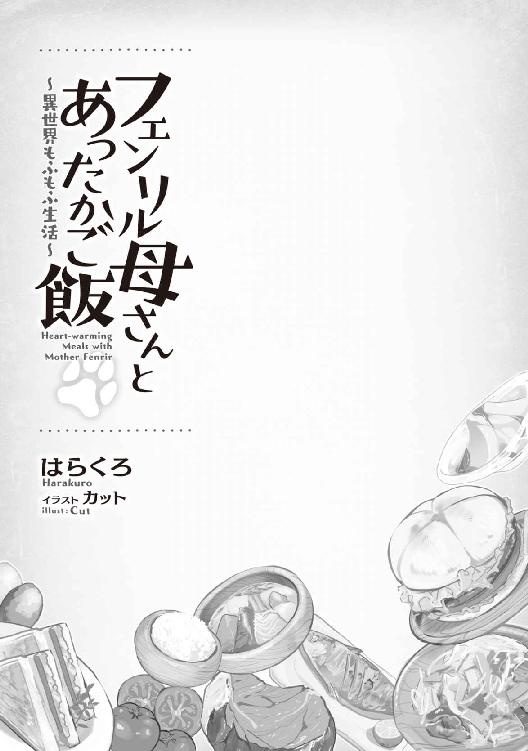 フェンリル母さんと
あったかご飯
～異世界もふもふ生活～
Heart-warming
Meals with
Mother Fenrir
はらくろ
Harakuro
イラスト カット
illust: Cut